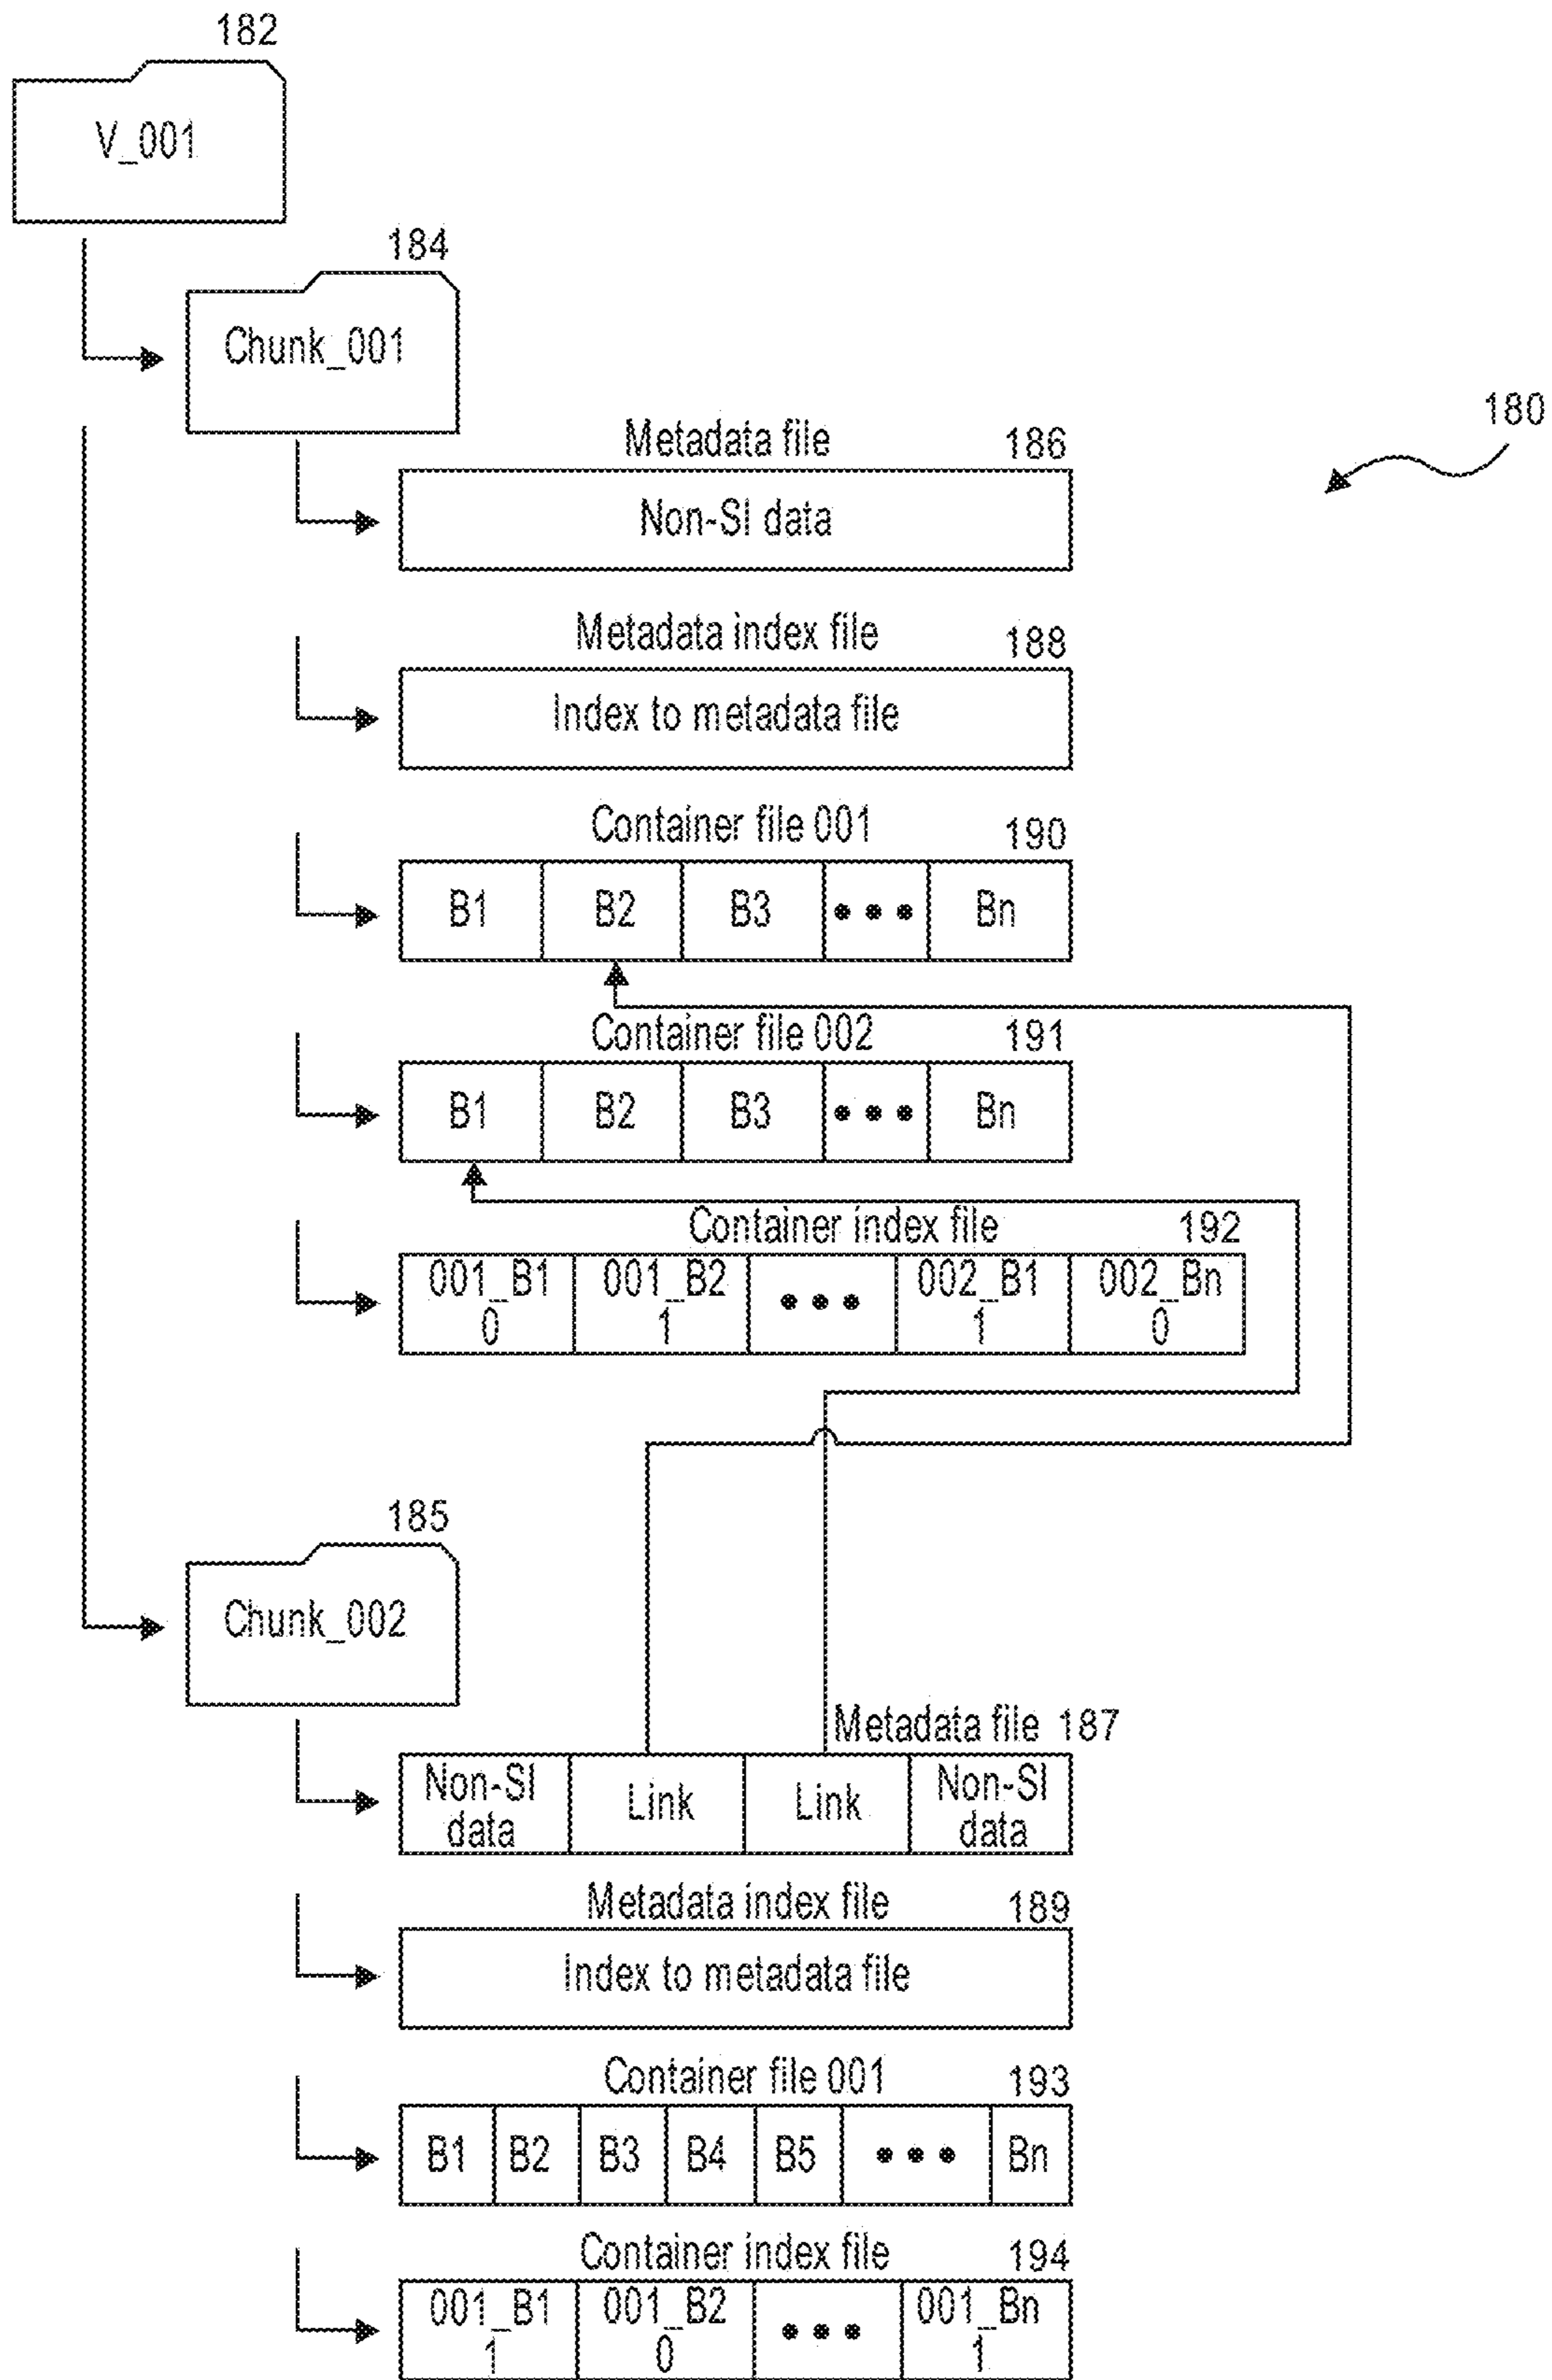 182
V_001
184
Chunk_001
180
Metadata file 186
Non-SI data
Metadata index file 188
Index to metadata file
Container file 001 190
B1 B2 B3 ••• Bn
Container file 002 191
B1 B2 B3 ••• Bn
Container index file 192
001_B1 001_B2 ••• 002_B1 002_Bn
0 1 1 0
185
Chunk_002
Metadata file 187
Non-SI Link Link Non-SI
data data
Metadata index file 189
Index to metadata file
Container file 001 193
B1 B2 B3 B4 B5 ••• Bn
Container index file 194
001_B1 001_B2 ••• 001_Bn
1 0 1